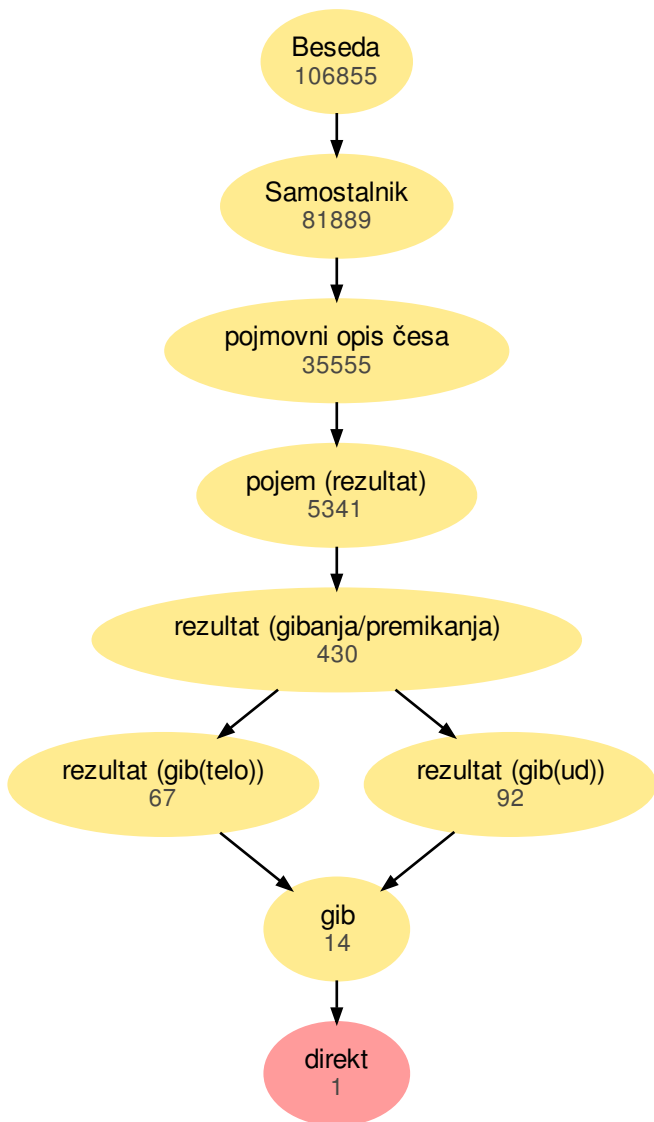 Beseda
106855
Samostalnik
81889
pojmovni opis česa
35555
pojem (rezultat)
5341
rezultat (gibanja/premikanja)
430
rezultat (gib(telo))
67
rezultat (gib(ud))
92
gib
14
direkt
1